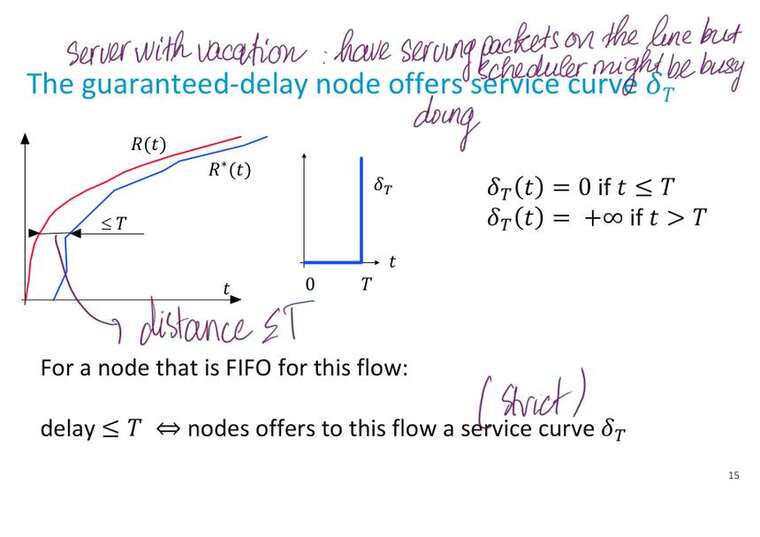 server with vacation : have serving packets on the line but
scheduler might be busy
The guaranteed-delay node offers service curve δ_T
doing
R(t)
R*(t)
≤ T
t
δ_T
t
0 T
δ_T(t) = 0 if t ≤ T
δ_T(t) = +∞ if t > T
distance ≤ T
For a node that is FIFO for this flow:
(strict)
delay ≤ T ⇔ nodes offers to this flow a service curve δ_T
15